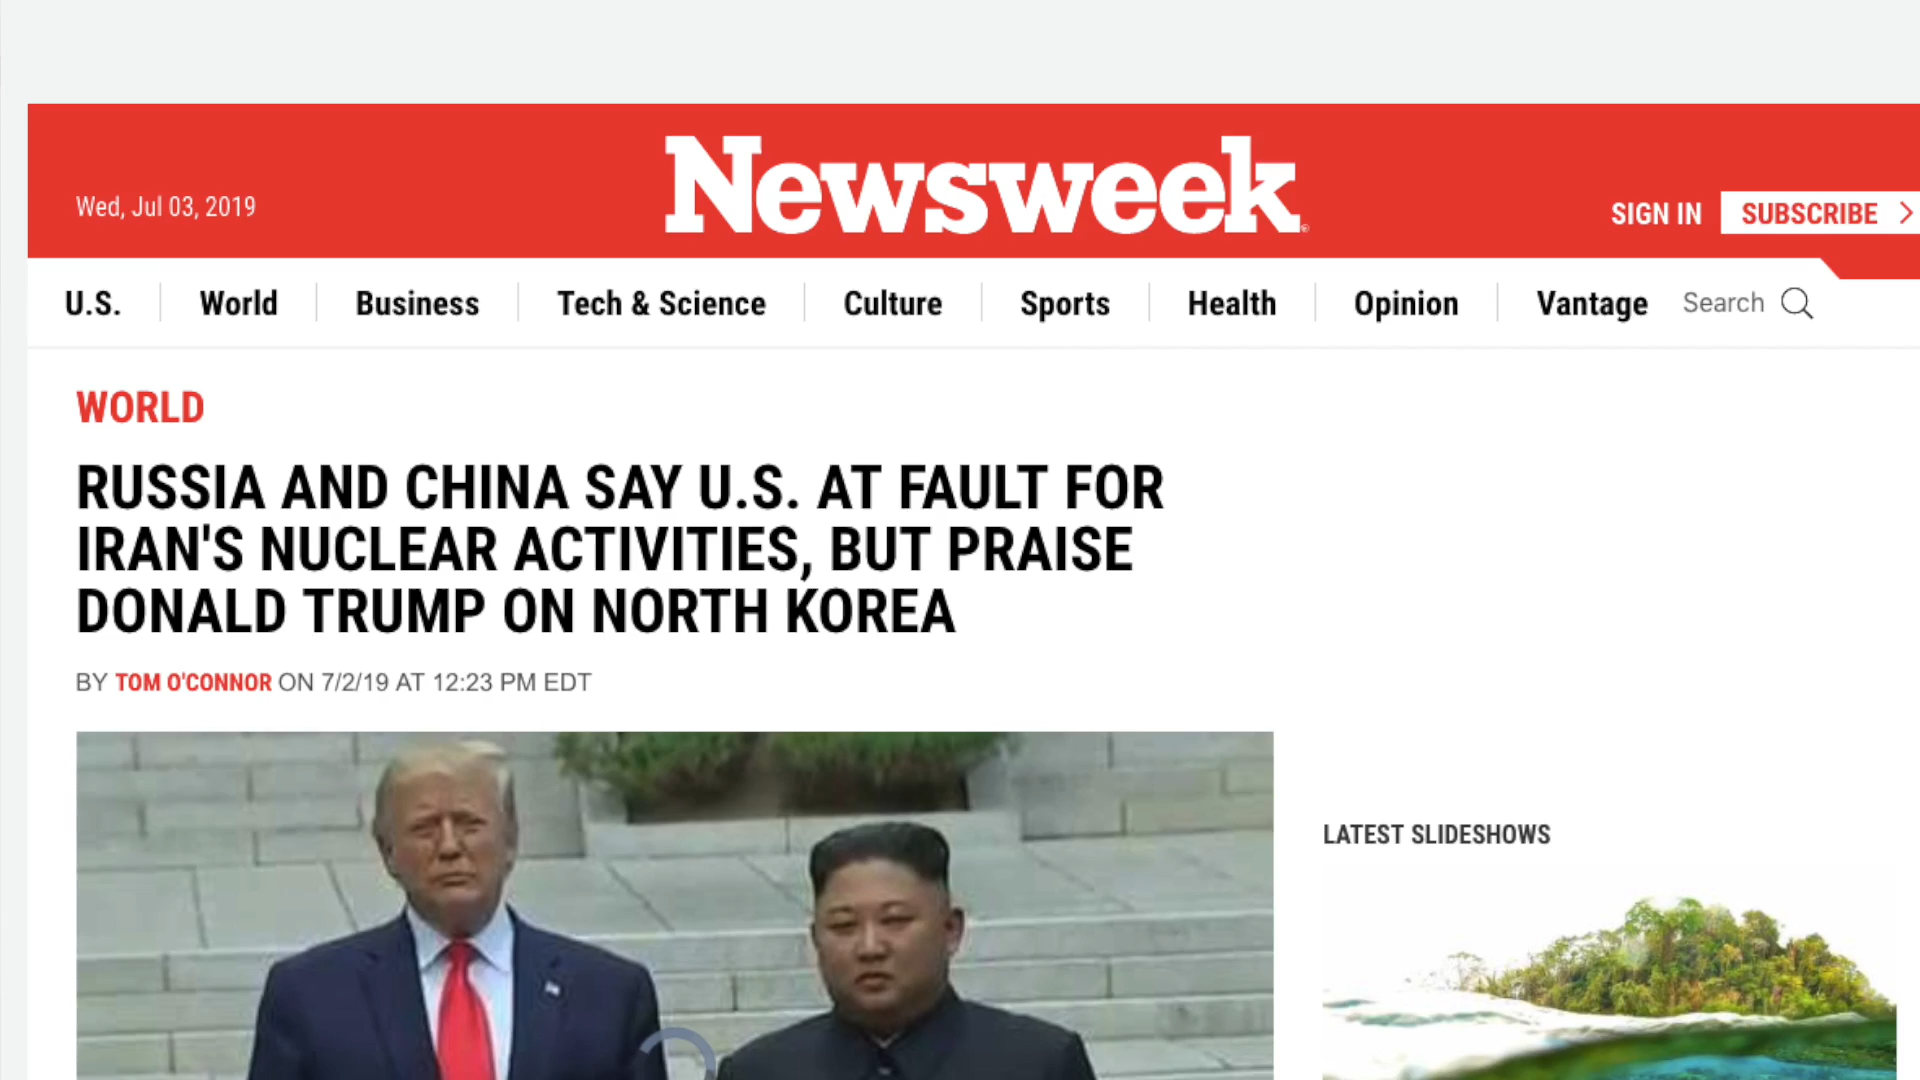 Newsweek
Wed, Jul 03, 2019
SIGN IN
SUBSCRIBE >
U.S.
World
Business
Tech & Science
Culture
Sports
Health
Opinion
Vantage
Search
WORLD
RUSSIA AND CHINA SAY U.S. AT FAULT FOR
IRAN'S NUCLEAR ACTIVITIES, BUT PRAISE
DONALD TRUMP ON NORTH KOREA
BY TOM O'CONNOR ON 7/2/19 AT 12:23 PM EDT
LATEST SLIDESHOWS